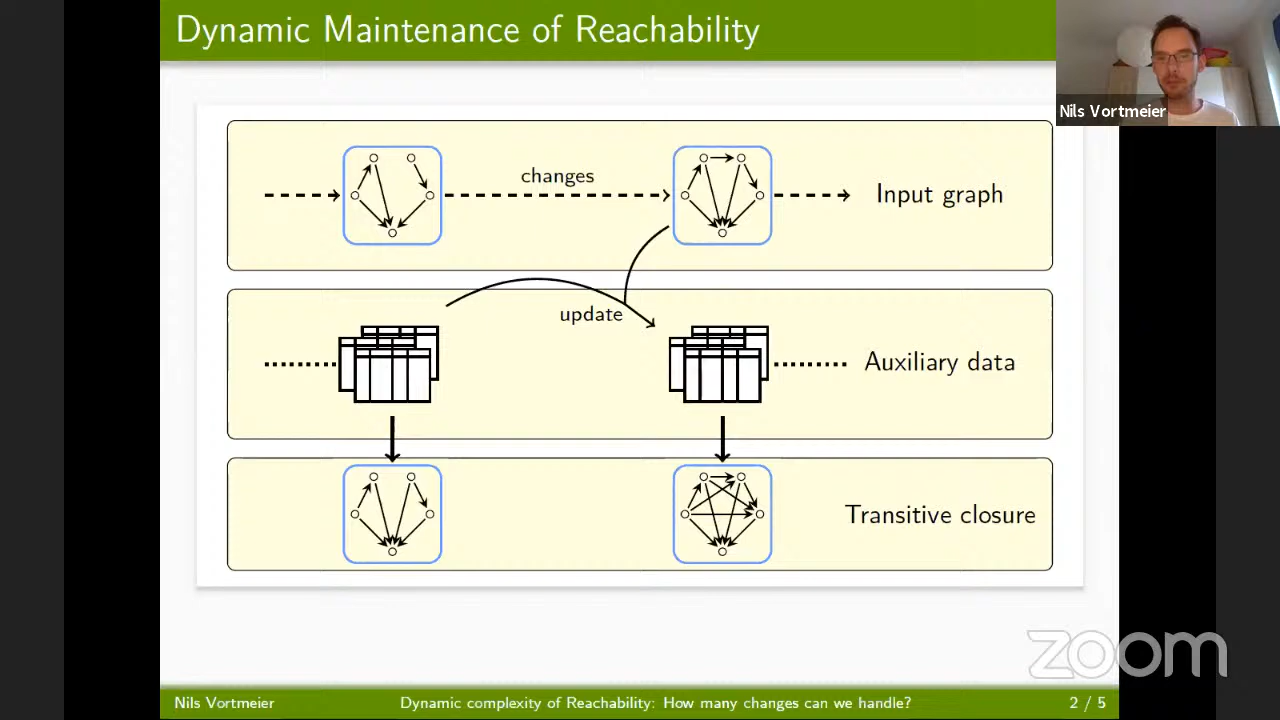 Dynamic Maintenance of Reachability
Nils Vortmeier
changes
Input graph
update
Auxiliary data
Transitive closure
zoom
Nils Vortmeier
Dynamic complexity of Reachability: How many changes can we handle?
2 / 5